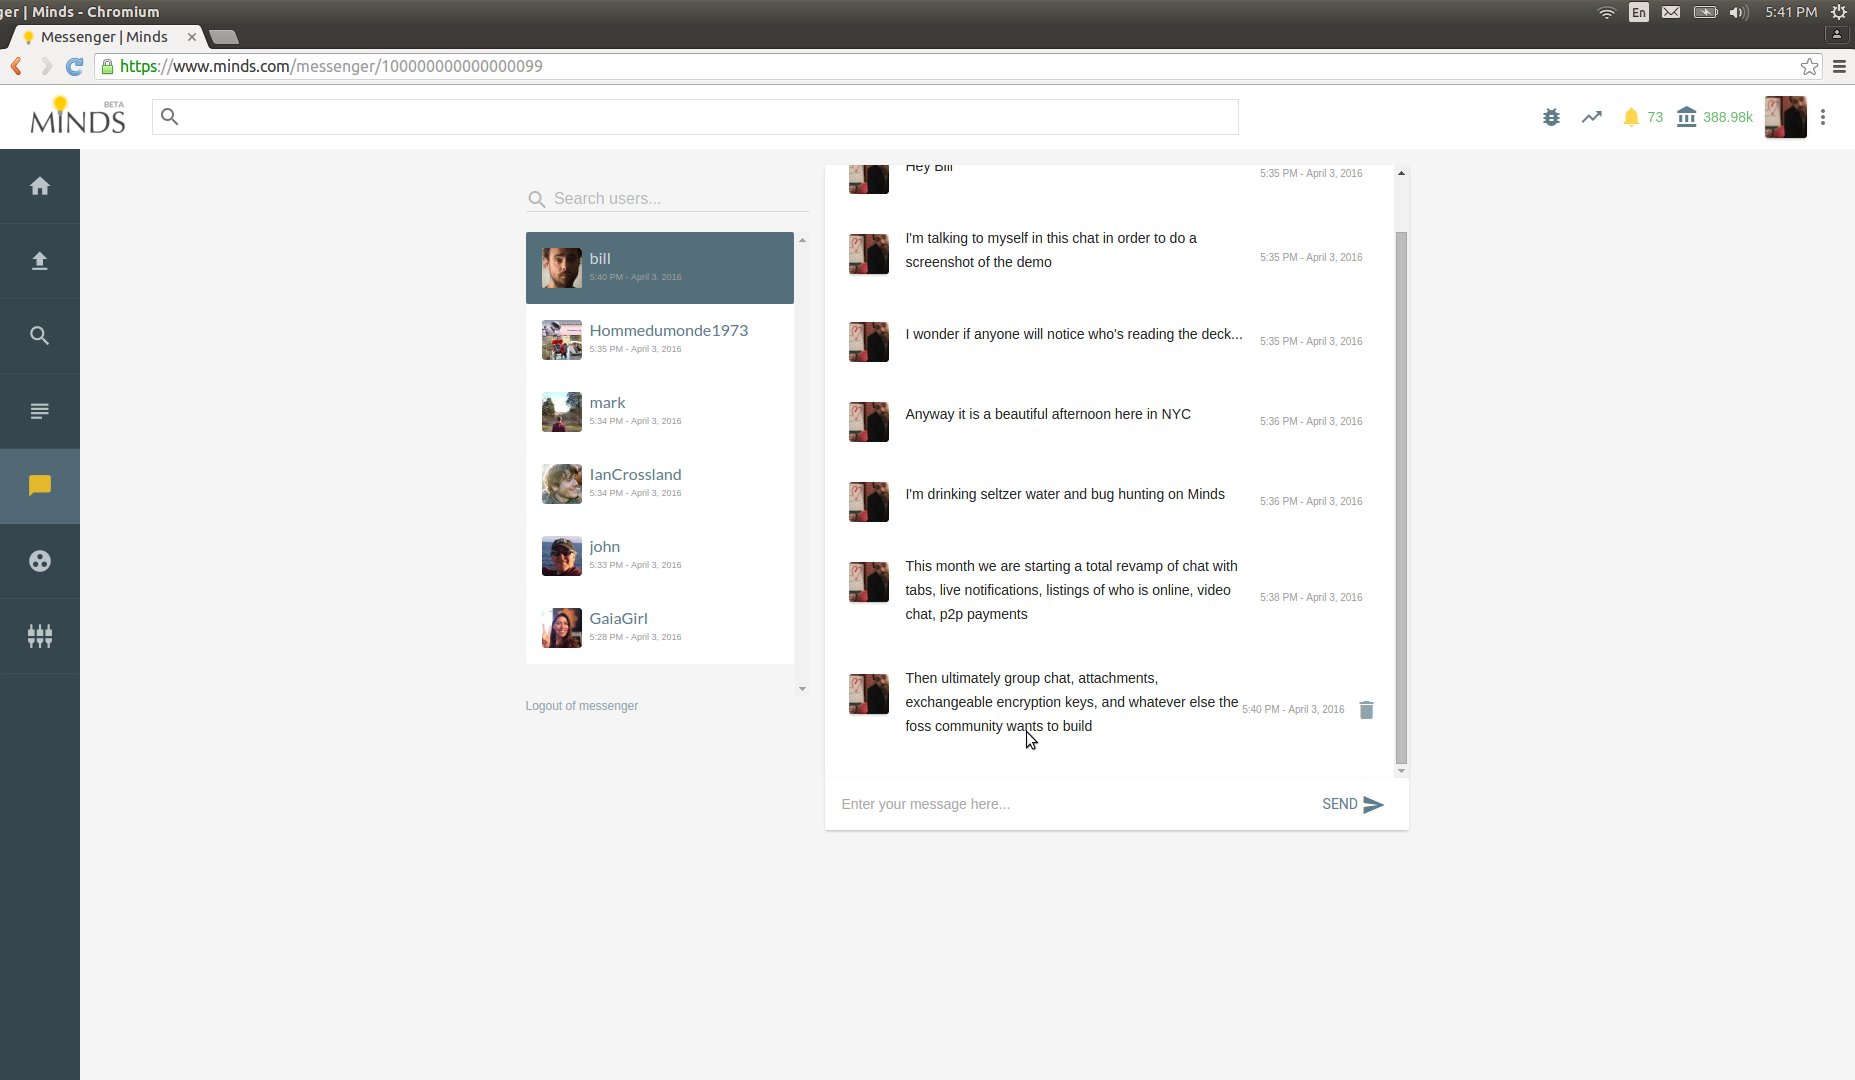 ger | Minds - Chromium
En
5:41 PM
Messenger | Minds
https://www.minds.com/messenger/100000000000000099
BETA
MINDS
73
388.98k
Search users...
bill
5:40 PM - April 3, 2016
Hommedumonde1973
5:35 PM - April 3, 2016
mark
5:34 PM - April 3, 2016
IanCrossland
5:34 PM - April 3, 2016
john
5:33 PM - April 3, 2016
GaiaGirl
5:28 PM - April 3, 2016
Logout of messenger
Hey Bill
5:35 PM - April 3, 2016
I'm talking to myself in this chat in order to do a
screenshot of the demo
5:35 PM - April 3, 2016
I wonder if anyone will notice who's reading the deck...
5:35 PM - April 3, 2016
Anyway it is a beautiful afternoon here in NYC
5:36 PM - April 3, 2016
I'm drinking seltzer water and bug hunting on Minds
5:36 PM - April 3, 2016
This month we are starting a total revamp of chat with
tabs, live notifications, listings of who is online, video
chat, p2p payments
5:38 PM - April 3, 2016
Then ultimately group chat, attachments,
exchangeable encryption keys, and whatever else the
foss community wants to build
5:40 PM - April 3, 2016
Enter your message here...
SEND